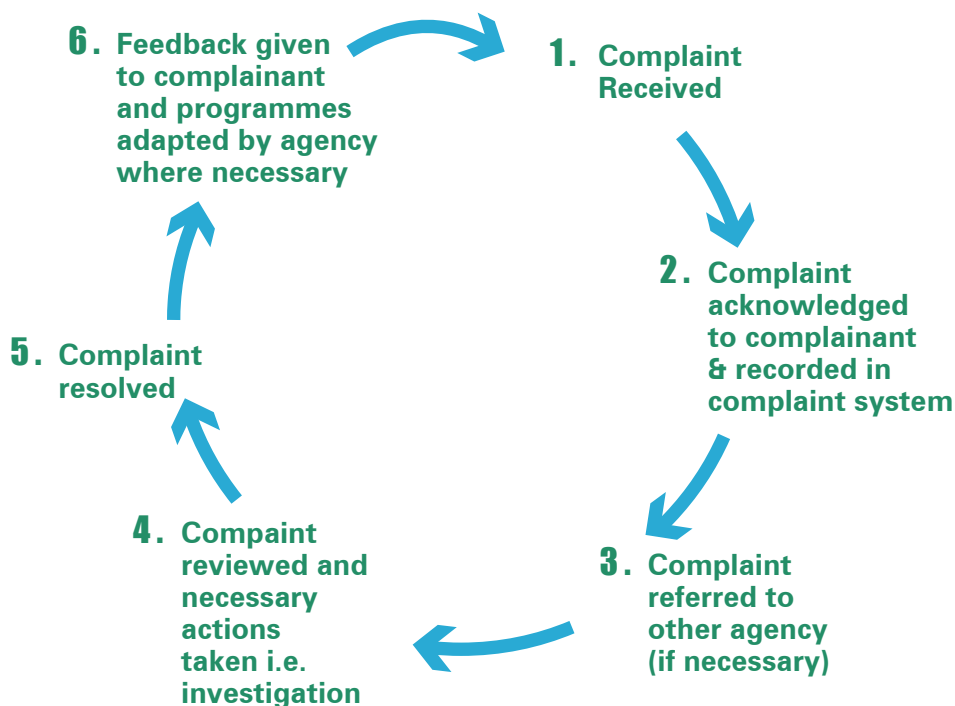 1. Complaint
Received
2. Complaint
acknowledged
to complainant
& recorded in
complaint system
3. Complaint
referred to
other agency
(if necessary)
4. Compaint
reviewed and
necessary
actions
taken i.e.
investigation
5. Complaint
resolved
6. Feedback given
to complainant
and programmes
adapted by agency
where necessary